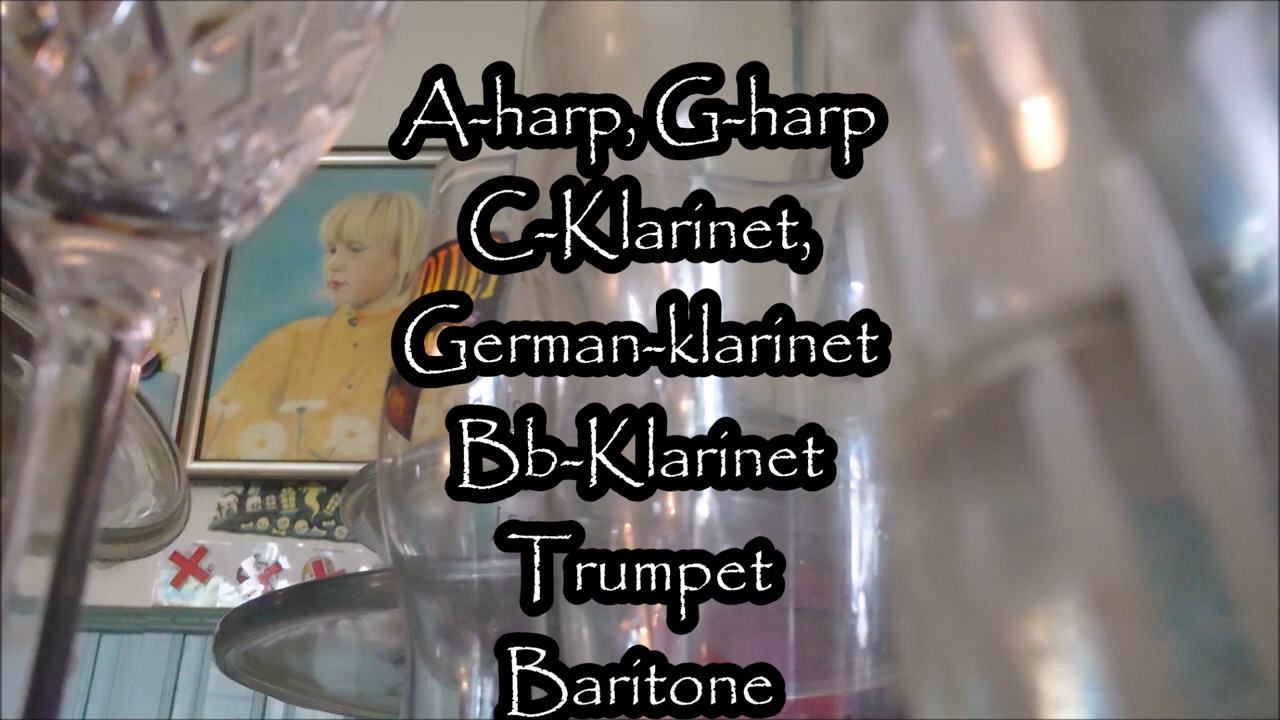 A-harp, G-harp
C-Klarinet,
German-klarinet
Bb-Klarinet
Trumpet
Baritone